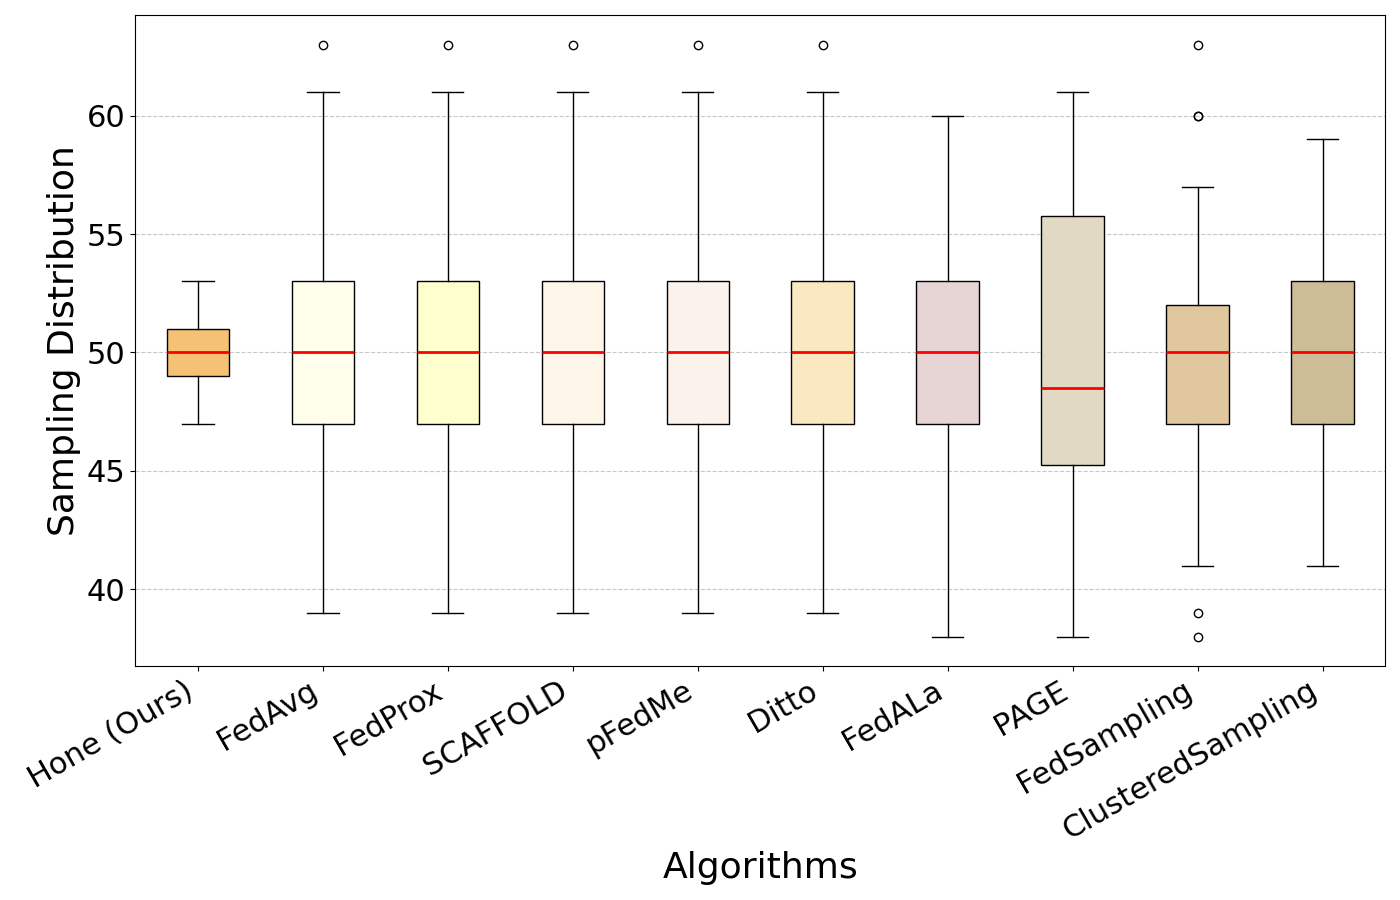 Sampling Distribution
60
55
50
45
40
Hone (Ours)
FedAvg
FedProx
SCAFFOLD
pFedMe
Ditto
FedALa
PAGE
FedSampling
ClusteredSampling
Algorithms